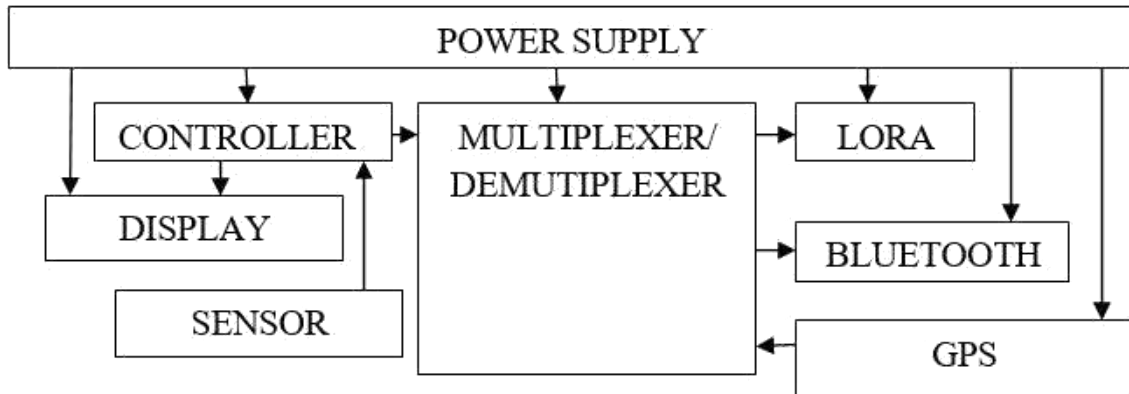 POWER SUPPLY
CONTROLLER
MULTIPLEXER/
DEMUTIPLEXER
LORA
DISPLAY
BLUETOOTH
SENSOR
GPS